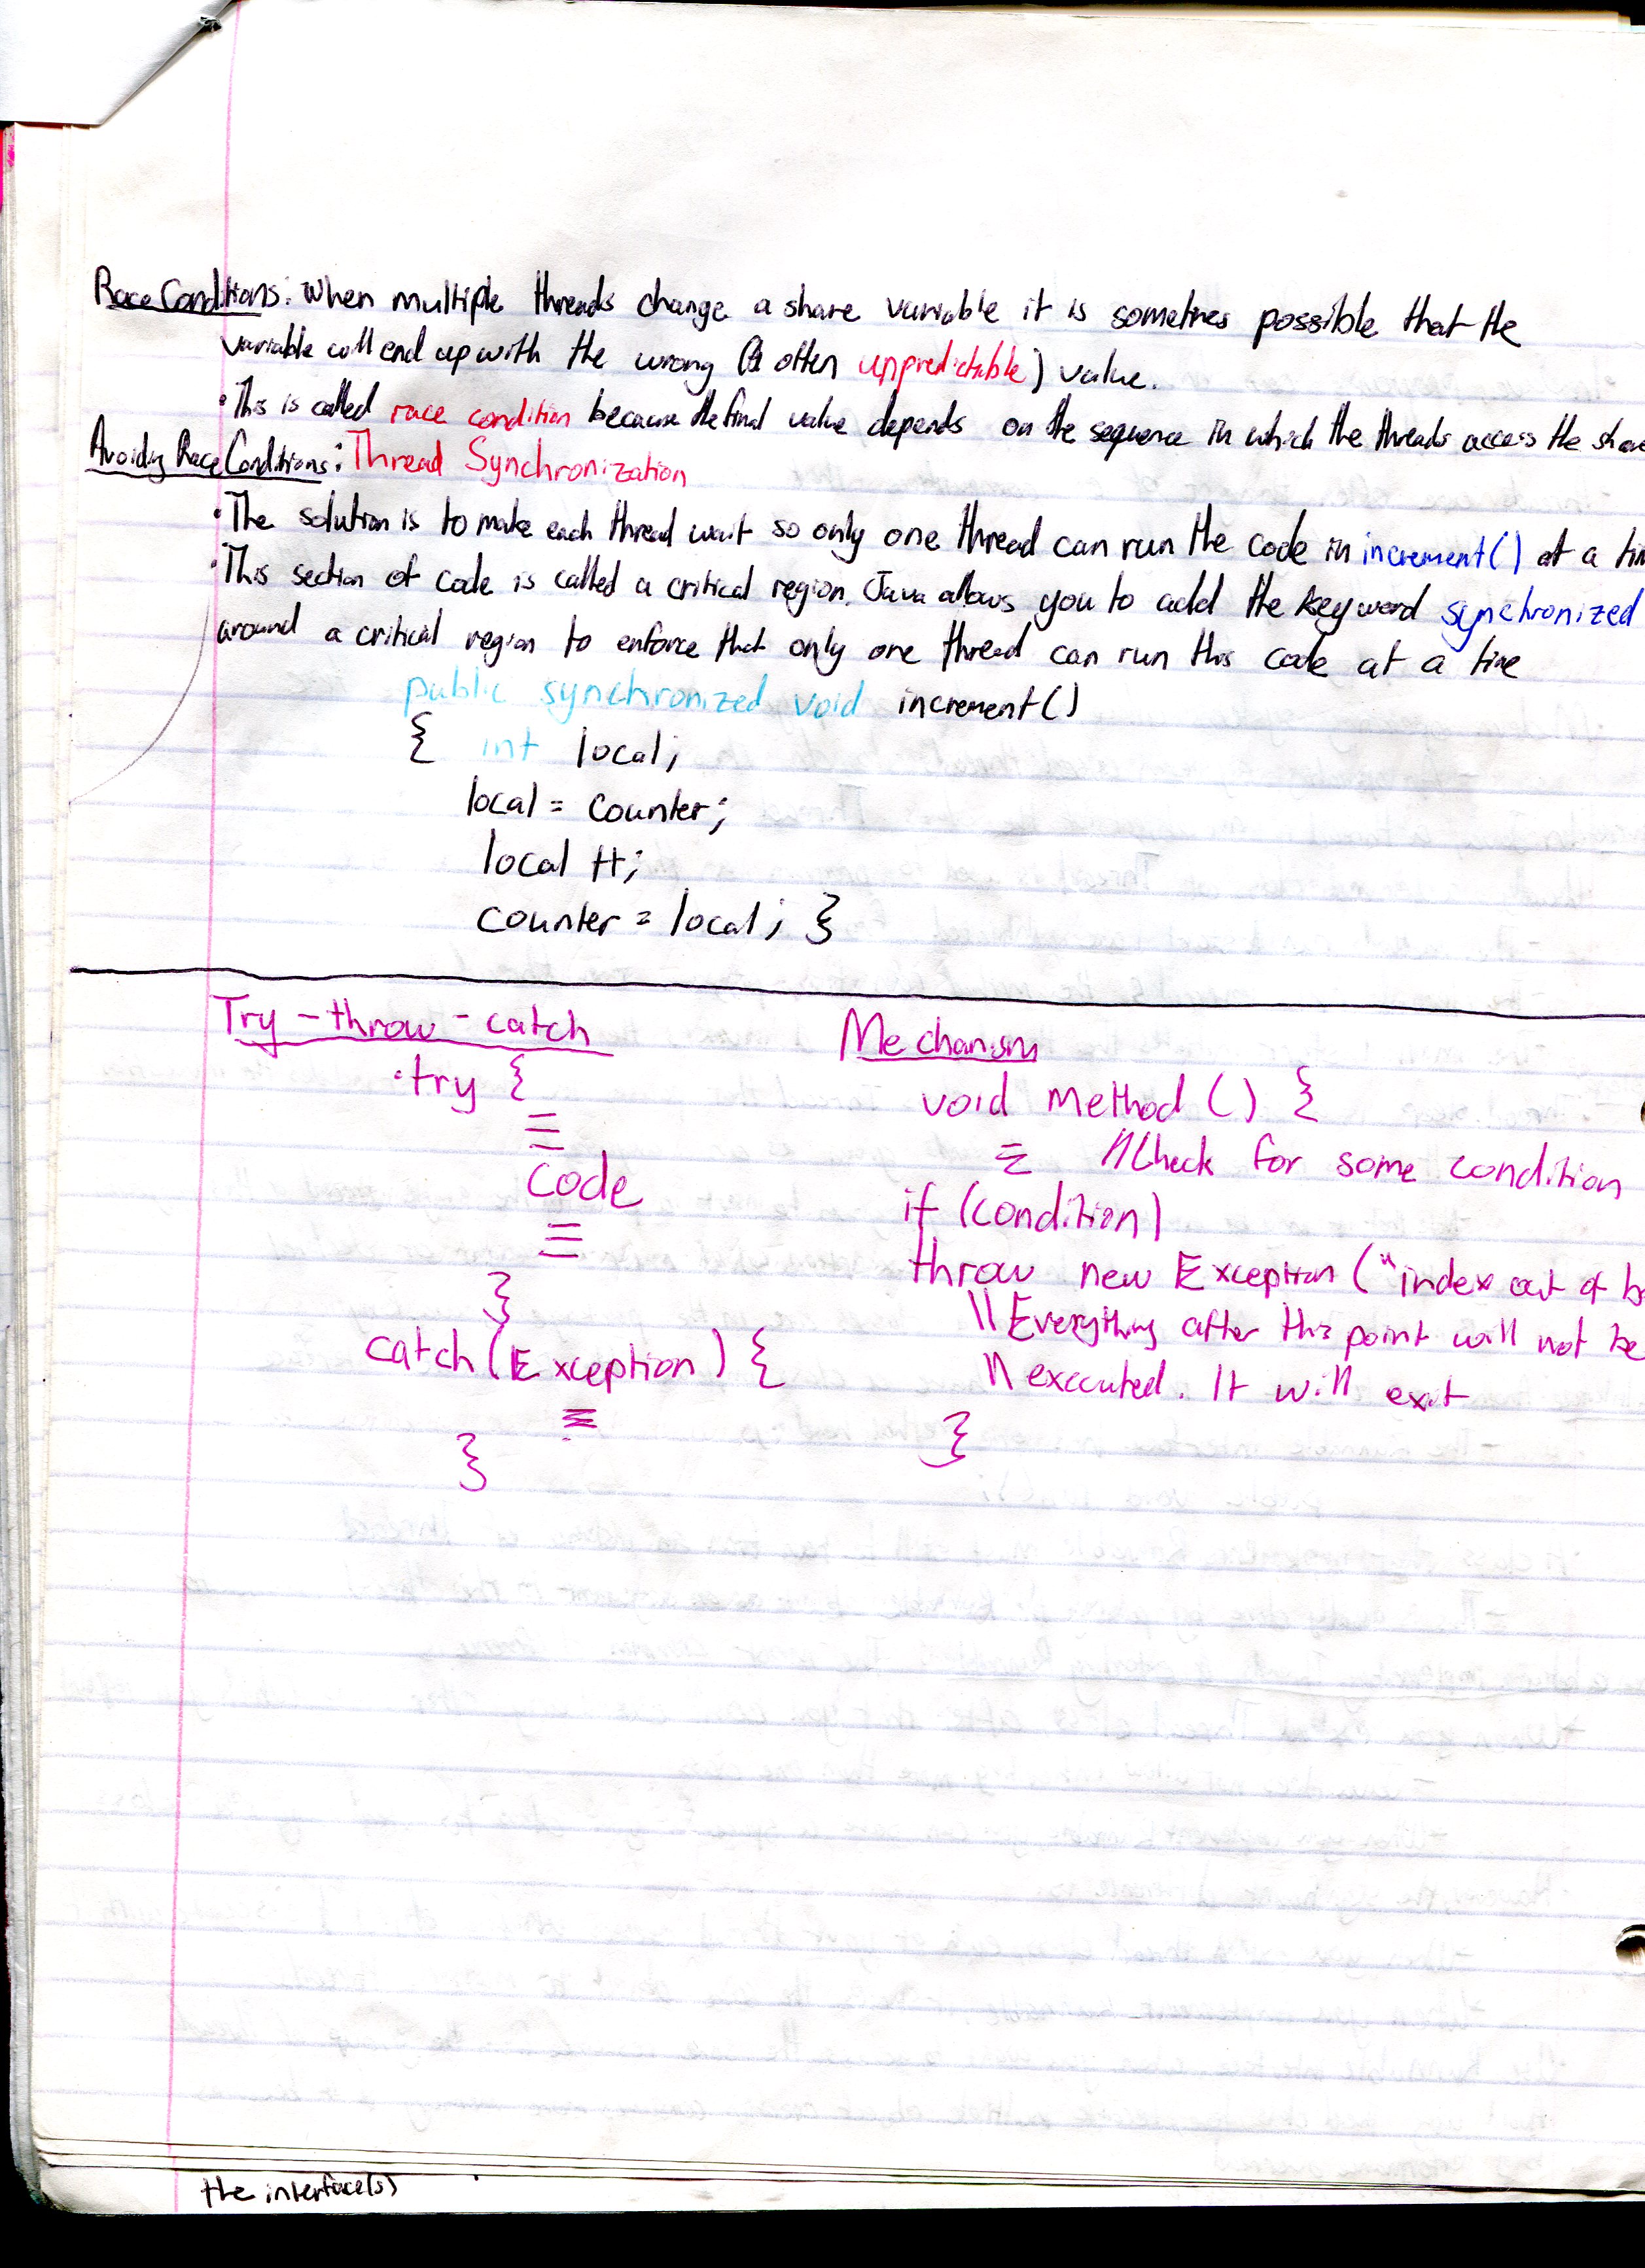 Race Conditions: When multiple threads change a share variable it is sometimes possible that the
variable will end up with the wrong (& often unpredictable) value.
• This is called race condition because the final value depends on the sequence in which the threads access the
Avoiding Race Conditions: Thread Synchronization
• The solution is to make each thread wait so only one thread can run the code in increment() at a
• This section of code is called a critical region. Java allows you to add the keyword synchronized
around a critical region to enforce that only one thread can run this code at a time
public synchronized void increment()
{ int local;
local = counter;
local ++;
counter = local; }
Try-throw-catch
• try {
code
}
catch (Exception) {
}
Mechanism
void method () {
\\Check for some condition
if (condition)
throw new Exception ("index out of
\\Everything after this point will not be
\\executed. It will exit
}
the interface(s)